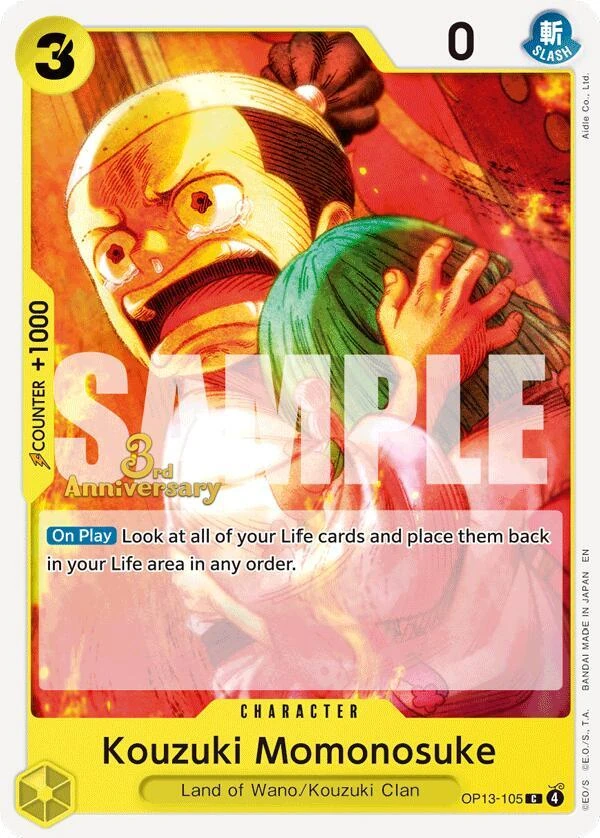 3
0
斬
SLASH
Aidle Co., Ltd.
COUNTER +1000
SAMPLE
3rd
Anniversary
On Play Look at all of your Life cards and place them back
in your Life area in any order.
CHARACTER
Kouzuki Momonosuke
Land of Wano/Kouzuki Clan
OP13-105 C 4
©E.O/S ©E.O./S., T.A. BANDAI MADE IN JAPAN EN